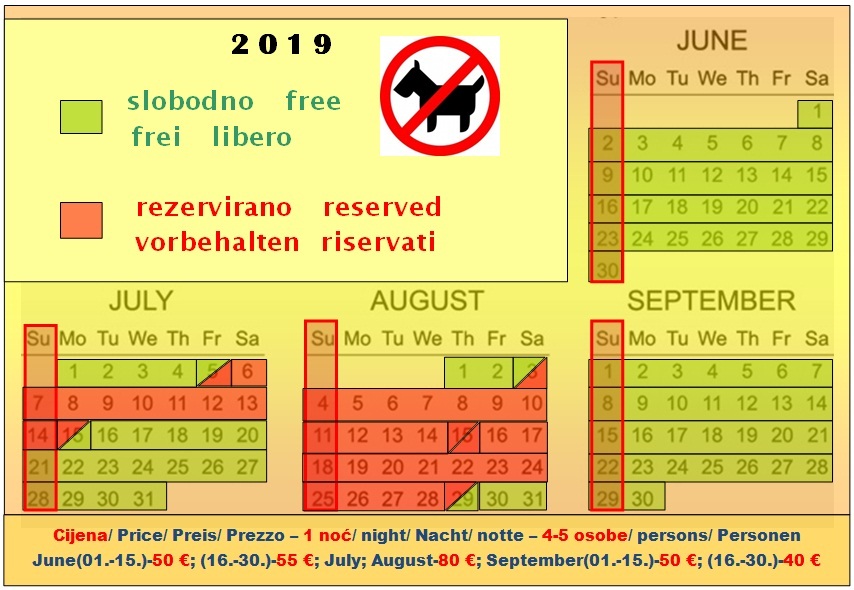 2019
slobodno free
frei libero
rezervirano reserved
vorbehalten riservati
JUNE
Su Mo Tu We Th Fr Sa
1
2 3 4 5 6 7 8
9 10 11 12 13 14 15
16 17 18 19 20 21 22
23 24 25 26 27 28 29
30
JULY
Su Mo Tu We Th Fr Sa
1 2 3 4 5 6
7 8 9 10 11 12 13
14 15 16 17 18 19 20
21 22 23 24 25 26 27
28 29 30 31
AUGUST
Su Mo Tu We Th Fr Sa
1 2 3
4 5 6 7 8 9 10
11 12 13 14 15 16 17
18 19 20 21 22 23 24
25 26 27 28 29 30 31
SEPTEMBER
Su Mo Tu We Th Fr Sa
1 2 3 4 5 6 7
8 9 10 11 12 13 14
15 16 17 18 19 20 21
22 23 24 25 26 27 28
29 30
Cijena/ Price/ Preis/ Prezzo – 1 noć/ night/ Nacht/ notte – 4-5 osobe/ persons/ Personen
June(01.-15.)-50 €; (16.-30.)-55 €; July; August-80 €; September(01.-15.)-50 €; (16.-30.)-40 €